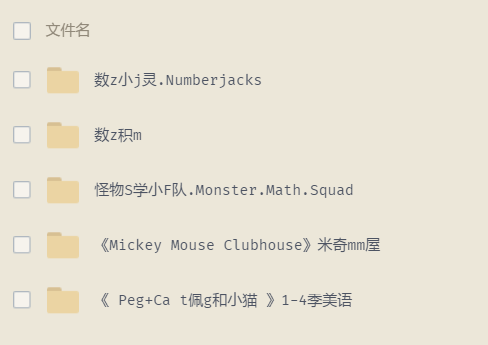 文件名
数z小j灵.Numberjacks
数z积m
怪物S学小F队.Monster.Math.Squad
《Mickey Mouse Clubhouse》米奇mm屋
《 Peg+Ca t佩g和小猫 》1-4季美语